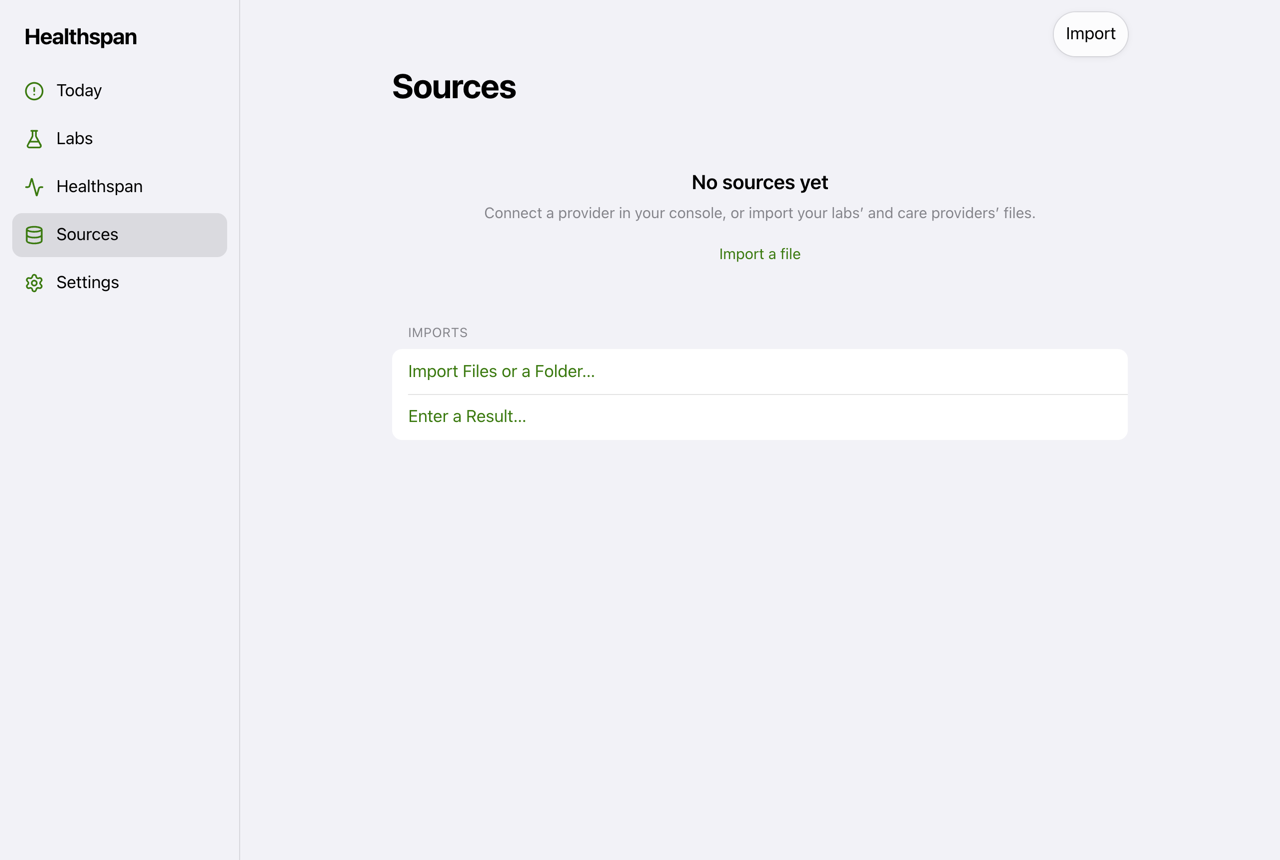 Healthspan
Today
Labs
Healthspan
Sources
Settings
Import
Sources
No sources yet
Connect a provider in your console, or import your labs’ and care providers’ files.
Import a file
IMPORTS
Import Files or a Folder…
Enter a Result…